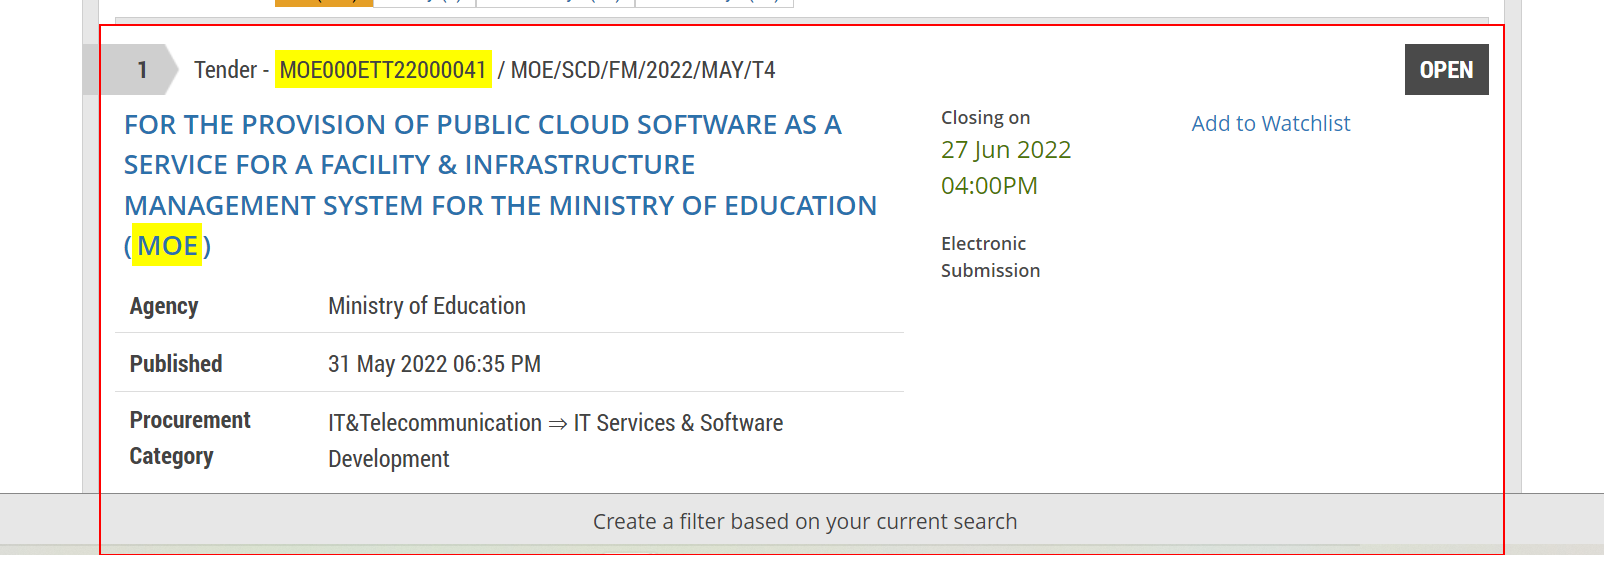 1
Tender - MOE000ETT22000041 / MOE/SCD/FM/2022/MAY/T4
OPEN
FOR THE PROVISION OF PUBLIC CLOUD SOFTWARE AS A
SERVICE FOR A FACILITY & INFRASTRUCTURE
MANAGEMENT SYSTEM FOR THE MINISTRY OF EDUCATION
(MOE)
Closing on
27 Jun 2022
04:00PM
Electronic
Submission
Add to Watchlist
Agency Ministry of Education
Published 31 May 2022 06:35 PM
Procurement
Category
IT&Telecommunication ⇒ IT Services & Software
Development
Create a filter based on your current search